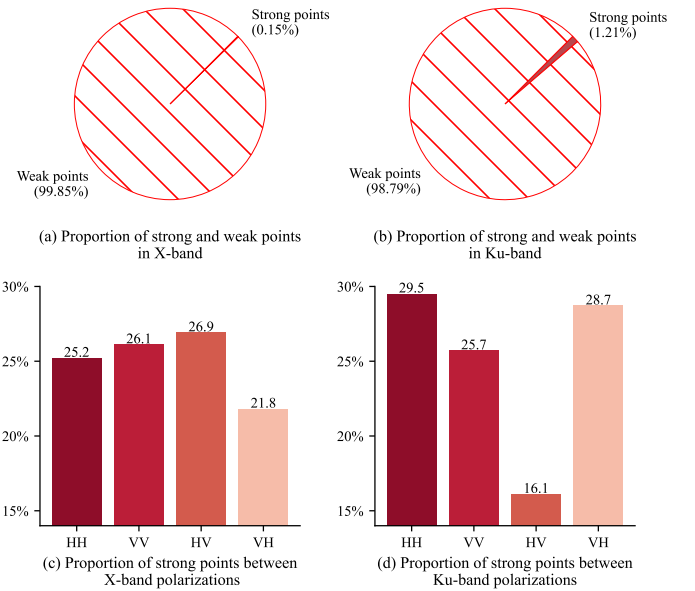 Strong points
(0.15%)
Weak points
(99.85%)
(a) Proportion of strong and weak points
in X-band
Strong points
(1.21%)
Weak points
(98.79%)
(b) Proportion of strong and weak points
in Ku-band
30%
25%
20%
15%
25.2
26.1
26.9
21.8
HH
VV
HV
VH
(c) Proportion of strong points between
X-band polarizations
30%
25%
20%
15%
29.5
25.7
16.1
28.7
HH
VV
HV
VH
(d) Proportion of strong points between
Ku-band polarizations